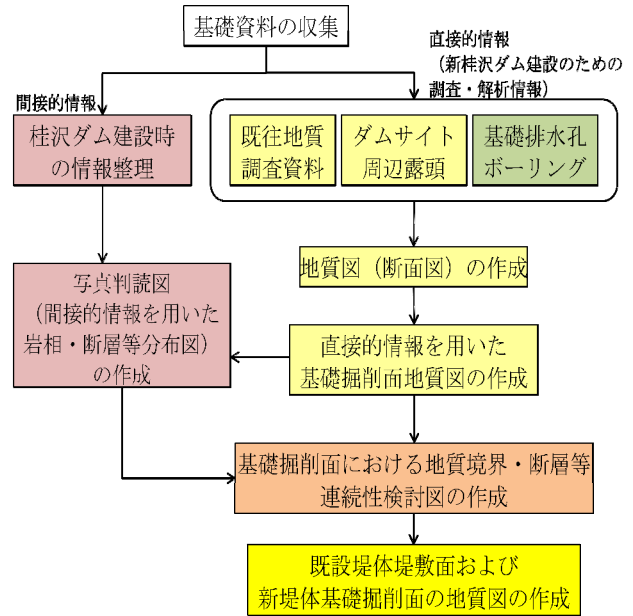 基礎資料の収集
直接的情報
（新桂沢ダム建設のための
調査・解析情報）
間接的情報
桂沢ダム建設時
の情報整理
既往地質
調査資料
ダムサイト
周辺露頭
基礎排水孔
ボーリング
地質図（断面図）の作成
写真判読図
（間接的情報を用いた
岩相・断層等分布図）
の作成
直接的情報を用いた
基礎掘削面地質図の作成
基礎掘削面における地質境界・断層等
連続性検討図の作成
既設堤体堤敷面および
新堤体基礎掘削面の地質図の作成